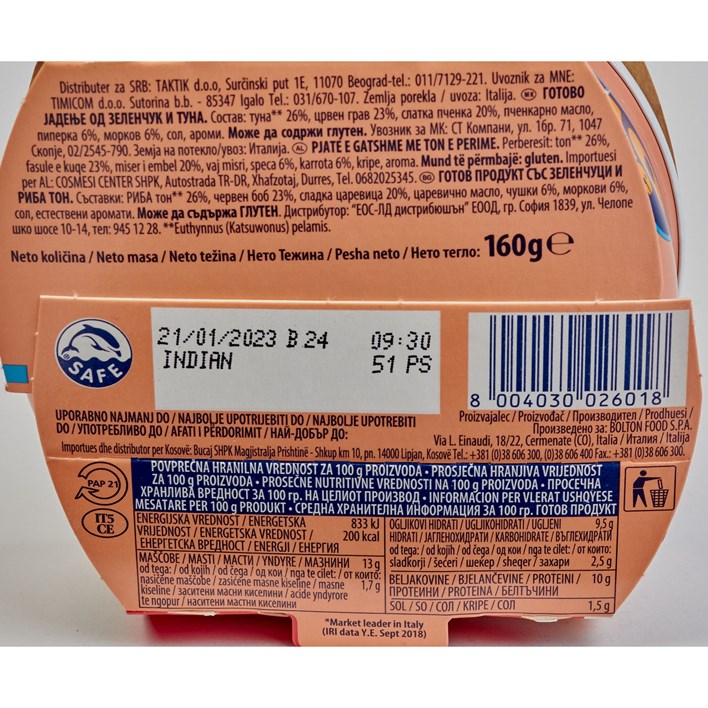 Distributer za SRB: TAKTIK d.o.o, Surčinski put 1E, 11070 Beograd-tel.: 011/7129-221. Uvoznik za MNE:
TIMICOM d.o.o. Sutorina b.b. - 85347 Igalo Tel.: 031/670-107. Zemlja porekla / uvoza: Italija. MK ГОТОВО
ЈАДЕЊЕ ОД ЗЕЛЕНЧУК И ТУНА. Состав: туна** 26%, црвен грав 23%, слатка пченка 20%, пченкарно масло,
пиперка 6%, морков 6%, сол, ароми. Може да содржи глутен. Увозник за МК: СТ Компани, ул. 16р. 71, 1047
Скопје, 02/2545-790. Земја на потекло/увоз: Италија. AL PJATË E GATSHME ME TON E PERIME. Perberesit: ton** 26%,
fasule e kuqe 23%, miser i embel 20%, vaj misri, speca 6%, karrota 6%, kripe, aroma. Mund të përmbajë: gluten. Importuesi
per AL: COSMESI CENTER SHPK, Autostrada TR-DR, Xhafzotaj, Durres, Tel. 0682025345. BG ГОТОВ ПРОДУКТ СЪС ЗЕЛЕНЧУЦИ И
РИБА ТОН. Съставки: РИБА ТОН** 26%, червен боб 23%, сладка царевица 20%, царевично масло, чушки 6%, моркови 6%,
сол, естествени аромати. Може да съдържа ГЛУТЕН. Дистрибутор: "ЕОС-ЛД дистрибюшън" ЕООД, гр. София 1839, ул. Челопе
шко шосе 10-14, тел: 945 12 28. **Euthynnus (Katsuwonus) pelamis.
Neto količina / Neto masa / Neto težina / Нето Тежина / Pesha neto / Нето тегло: 160g℮
SAFE
21/01/2023 B 24 09:30
INDIAN 51 PS
8 004030 026018
UPORABNO NAJMANJ DO / NAJBOLJE UPOTRIJEBITI DO / NAJBOLJE UPOTREBITI
DO / УПОТРЕБЛИВО ДО / AFATI I PËRDORIMIT / НАЙ-ДОБЪР ДО:
Proizvajalec / Proizvođač / Производител / Prodhuesi /
Произведено за: BOLTON FOOD S.P.A.
Via L. Einaudi, 18/22, Cermenate (CO), Italia / Италия / Italija
Importues dhe distributor per Kosovë: Bucaj SHPK Magjistralja Prishtinë - Shkup km 10, pn. 14000 Lipjan, Kosovë Tel.: +381 (0)38 606 300, (0)38 606 400 Fax.: +381 (0)38 606 300.
PAP 21
IT5
CE
POVPREČNA HRANILNA VREDNOST ZA 100 g PROIZVODA • PROSJEČNA HRANJIVA VRIJEDNOST
ZA 100 g PROIZVODA • PROSEČNE NUTRITIVNE VREDNOSTI NA 100 g PROIZVODA • ПРОСЕЧНА
ХРАНЛИВА ВРЕДНОСТ ЗА 100 гр. НА ЦЕЛИОТ ПРОИЗВОД • INFORMACION PER VLERAT USHQYESE
MESATARE PER 100 g PRODUKT • СРЕДНА ХРАНИТЕЛНА ИНФОРМАЦИЯ ЗА 100 гр. ГОТОВ ПРОДУКТ
ENERGIJSKA VREDNOST / ENERGETSKA 833 kJ
VRIJEDNOST / ENERGETSKA VREDNOST / 200 kcal
ЕНЕРГЕТСКА ВРЕДНОСТ / ENERGJI / ЕНЕРГИЯ
MAŠČOBE / MASTI / МАСТИ / YNDYRE / МАЗНИНИ 13 g
od tega: / od kojih / od čega / од кои / nga te cilet: / от които:
nasičene maščobe / zasićene masne kiseline / masne 1,7 g
kiseline / заситени масни киселини / acide yndyrore
te ngopur / наситени мастни киселини
OGLJIKOVI HIDRATI / UGLJIKOHIDRATI / UGLJENI 9,5 g
HIDRATI / ЈАГЛЕНОХИДРАТИ / KARBOHIDRATE / ВЪГЛЕХИДРАТИ
od tega: / od kojih / od čega / од кои / nga te cilet: / от които:
sladkorji / šećeri / шеќер / sheqer / захари 2,5 g
BELJAKOVINE / BJELANČEVINE / PROTEINI / 10 g
ПРОТЕИНИ / PROTEINA / БЕЛТЪЧИНИ
SOL / SO / СОЛ / KRIPE / СОЛ 1,5 g
*Market leader in Italy
(IRI data Y.E. Sept 2018)